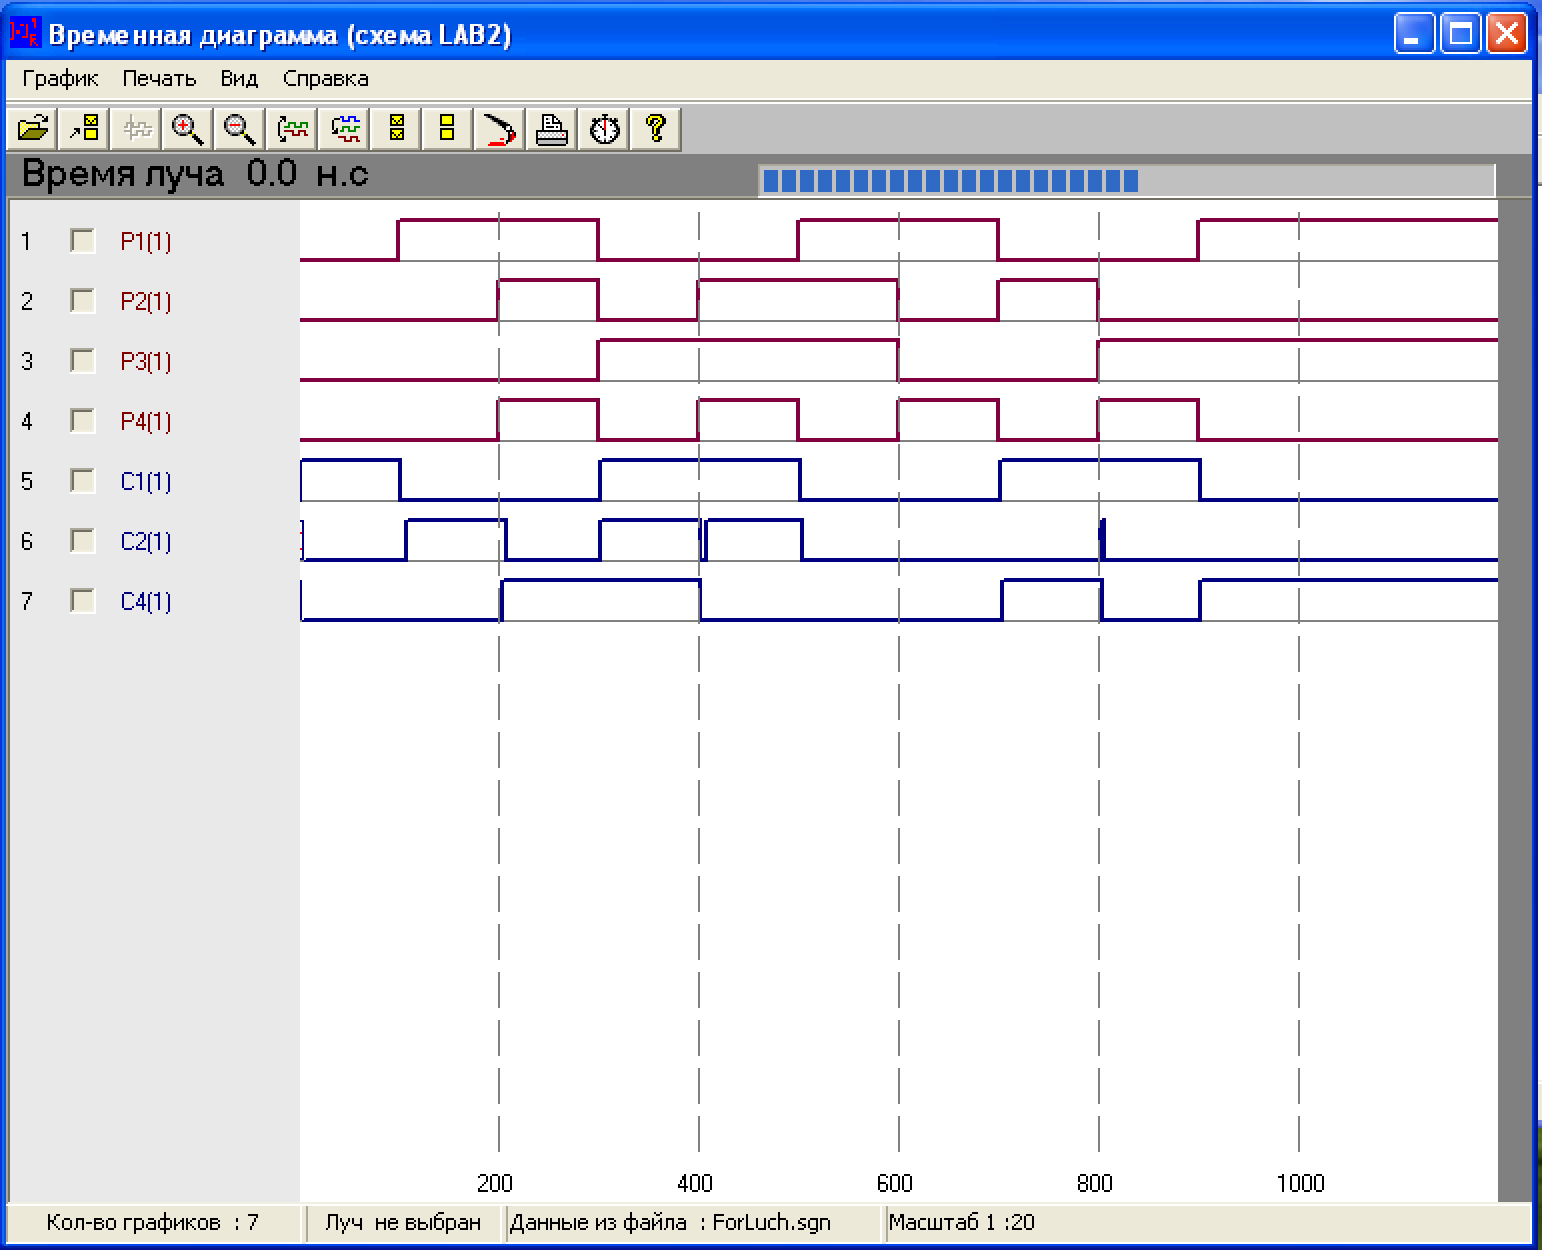 Временная диаграмма (схема LAB2)
График Печать Вид Справка
Время луча 0.0 н.с
1 P1(1)
2 P2(1)
3 P3(1)
4 P4(1)
5 C1(1)
6 C2(1)
7 C4(1)
200 400 600 800 1000
Кол-во графиков : 7 Луч не выбран Данные из файла : ForLuch.sgn Масштаб 1 :20